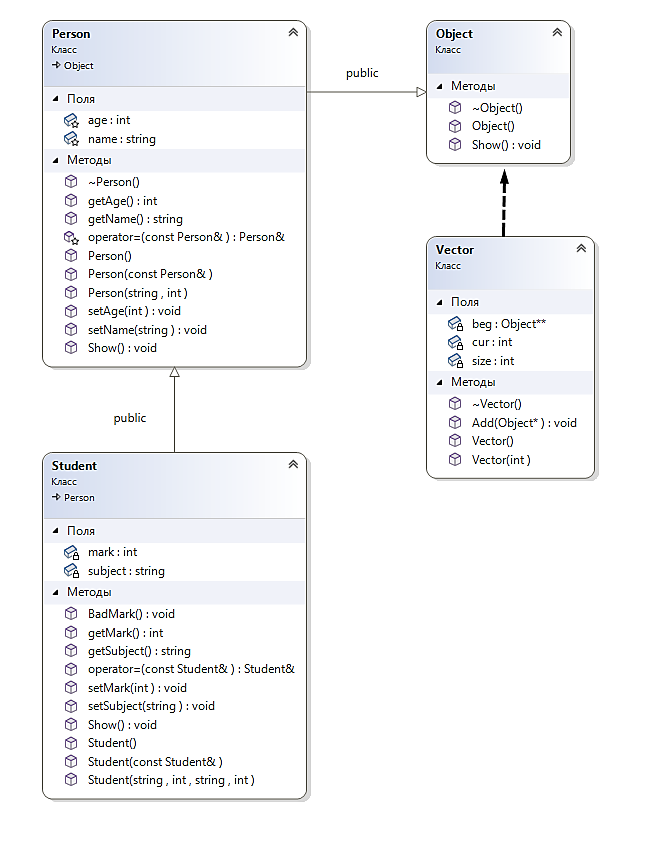 Person
Класс
Object
Поля
age : int
name : string
Методы
~Person()
getAge() : int
getName() : string
operator=(const Person& ) : Person&
Person()
Person(const Person& )
Person(string , int )
setAge(int ) : void
setName(string ) : void
Show() : void
public
Object
Класс
Методы
~Object()
Object()
Show() : void
Vector
Класс
Поля
beg : Object**
cur : int
size : int
Методы
~Vector()
Add(Object* ) : void
Vector()
Vector(int )
public
Student
Класс
Person
Поля
mark : int
subject : string
Методы
BadMark() : void
getMark() : int
getSubject() : string
operator=(const Student& ) : Student&
setMark(int ) : void
setSubject(string ) : void
Show() : void
Student()
Student(const Student& )
Student(string , int , string , int )